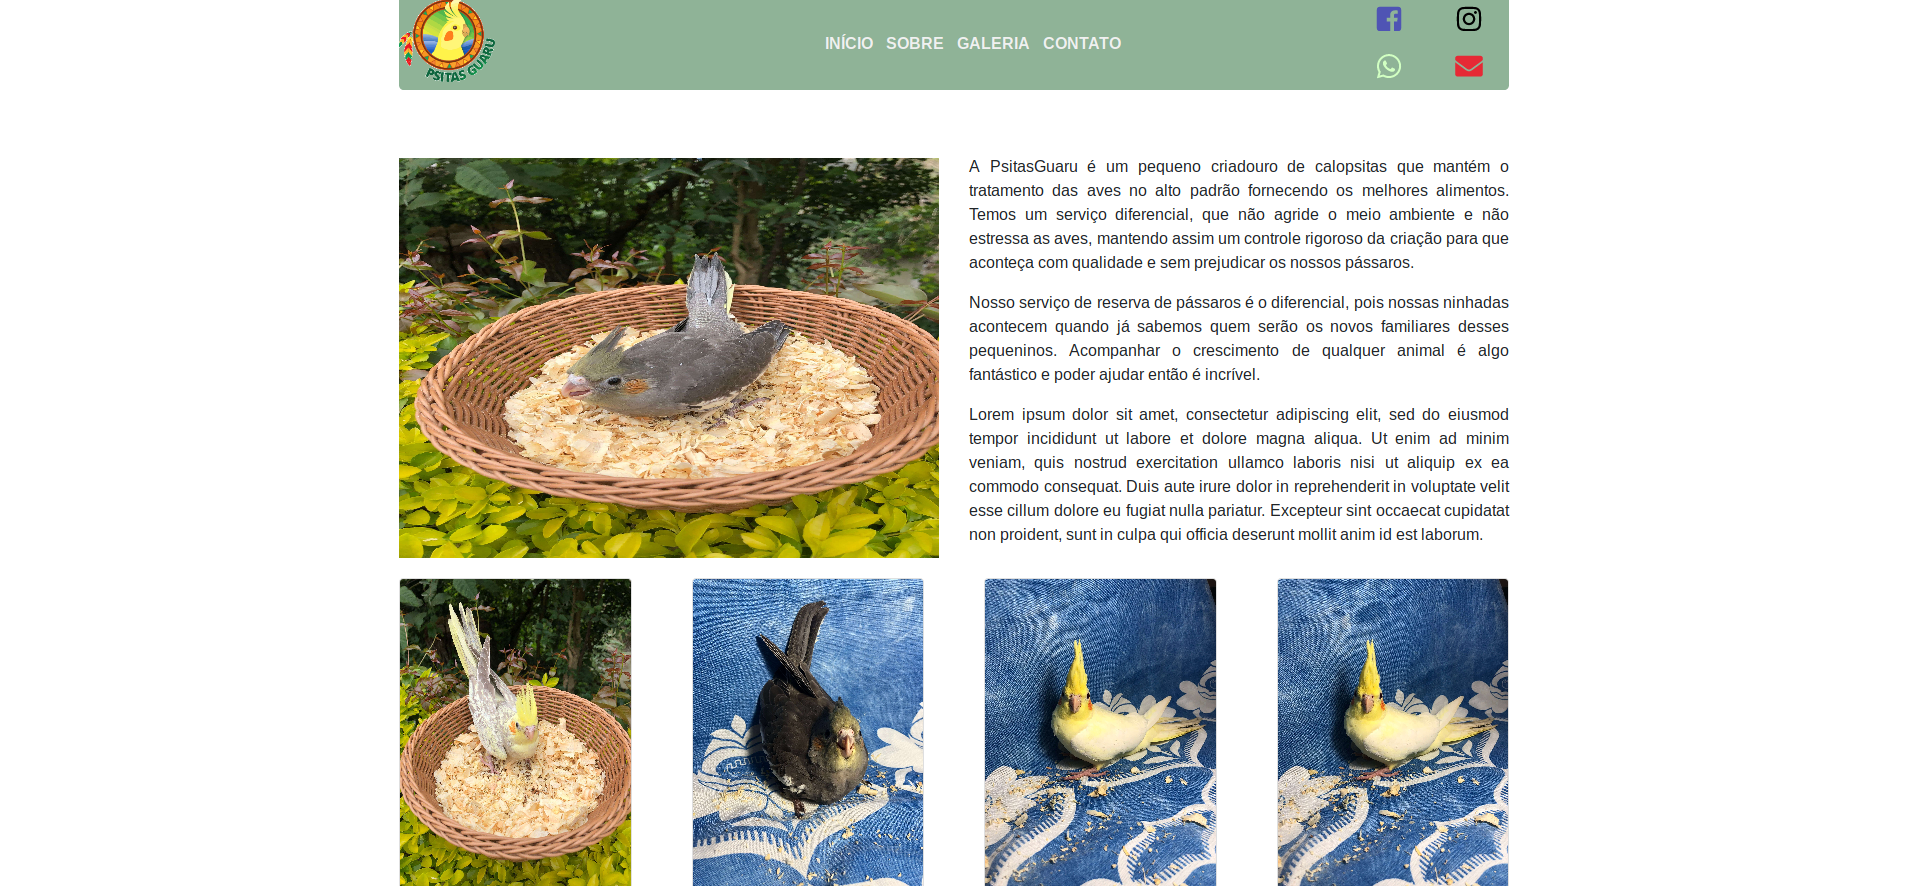 PSITAS GUARU
INÍCIO SOBRE GALERIA CONTATO
A PsitasGuaru é um pequeno criadouro de calopsitas que mantém o
tratamento das aves no alto padrão fornecendo os melhores alimentos.
Temos um serviço diferencial, que não agride o meio ambiente e não
estressa as aves, mantendo assim um controle rigoroso da criação para que
aconteça com qualidade e sem prejudicar os nossos pássaros.
Nosso serviço de reserva de pássaros é o diferencial, pois nossas ninhadas
acontecem quando já sabemos quem serão os novos familiares desses
pequeninos. Acompanhar o crescimento de qualquer animal é algo
fantástico e poder ajudar então é incrível.
Lorem ipsum dolor sit amet, consectetur adipiscing elit, sed do eiusmod
tempor incididunt ut labore et dolore magna aliqua. Ut enim ad minim
veniam, quis nostrud exercitation ullamco laboris nisi ut aliquip ex ea
commodo consequat. Duis aute irure dolor in reprehenderit in voluptate velit
esse cillum dolore eu fugiat nulla pariatur. Excepteur sint occaecat cupidatat
non proident, sunt in culpa qui officia deserunt mollit anim id est laborum.